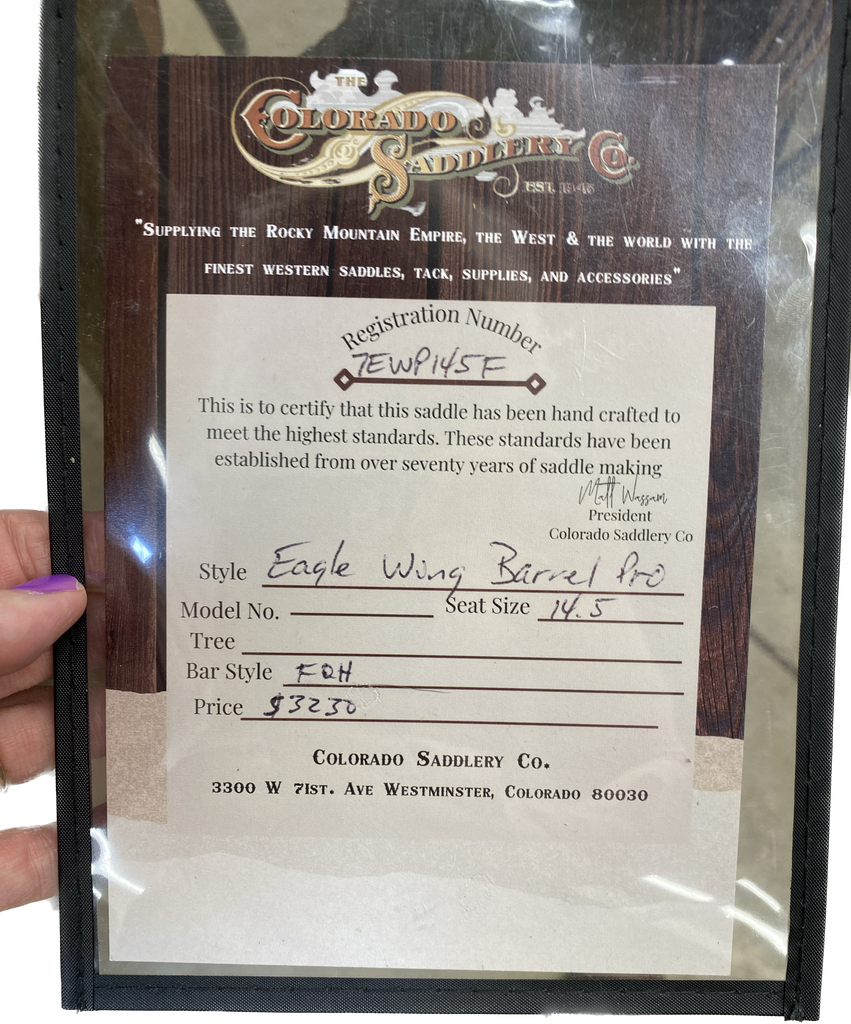 THE
COLORADO
SADDLERY CO.
EST. 1945
"SUPPLYING THE ROCKY MOUNTAIN EMPIRE, THE WEST & THE WORLD WITH THE
FINEST WESTERN SADDLES, TACK, SUPPLIES, AND ACCESSORIES"
Registration Number
7EWP145F
This is to certify that this saddle has been hand crafted to
meet the highest standards. These standards have been
established from over seventy years of saddle making
Matt Wassam
President
Colorado Saddlery Co
Style Eagle Wing Barrel Pro
Model No. Seat Size 14.5
Tree
Bar Style FQH
Price $3230
COLORADO SADDLERY CO.
3300 W 71ST. AVE WESTMINSTER, COLORADO 80030